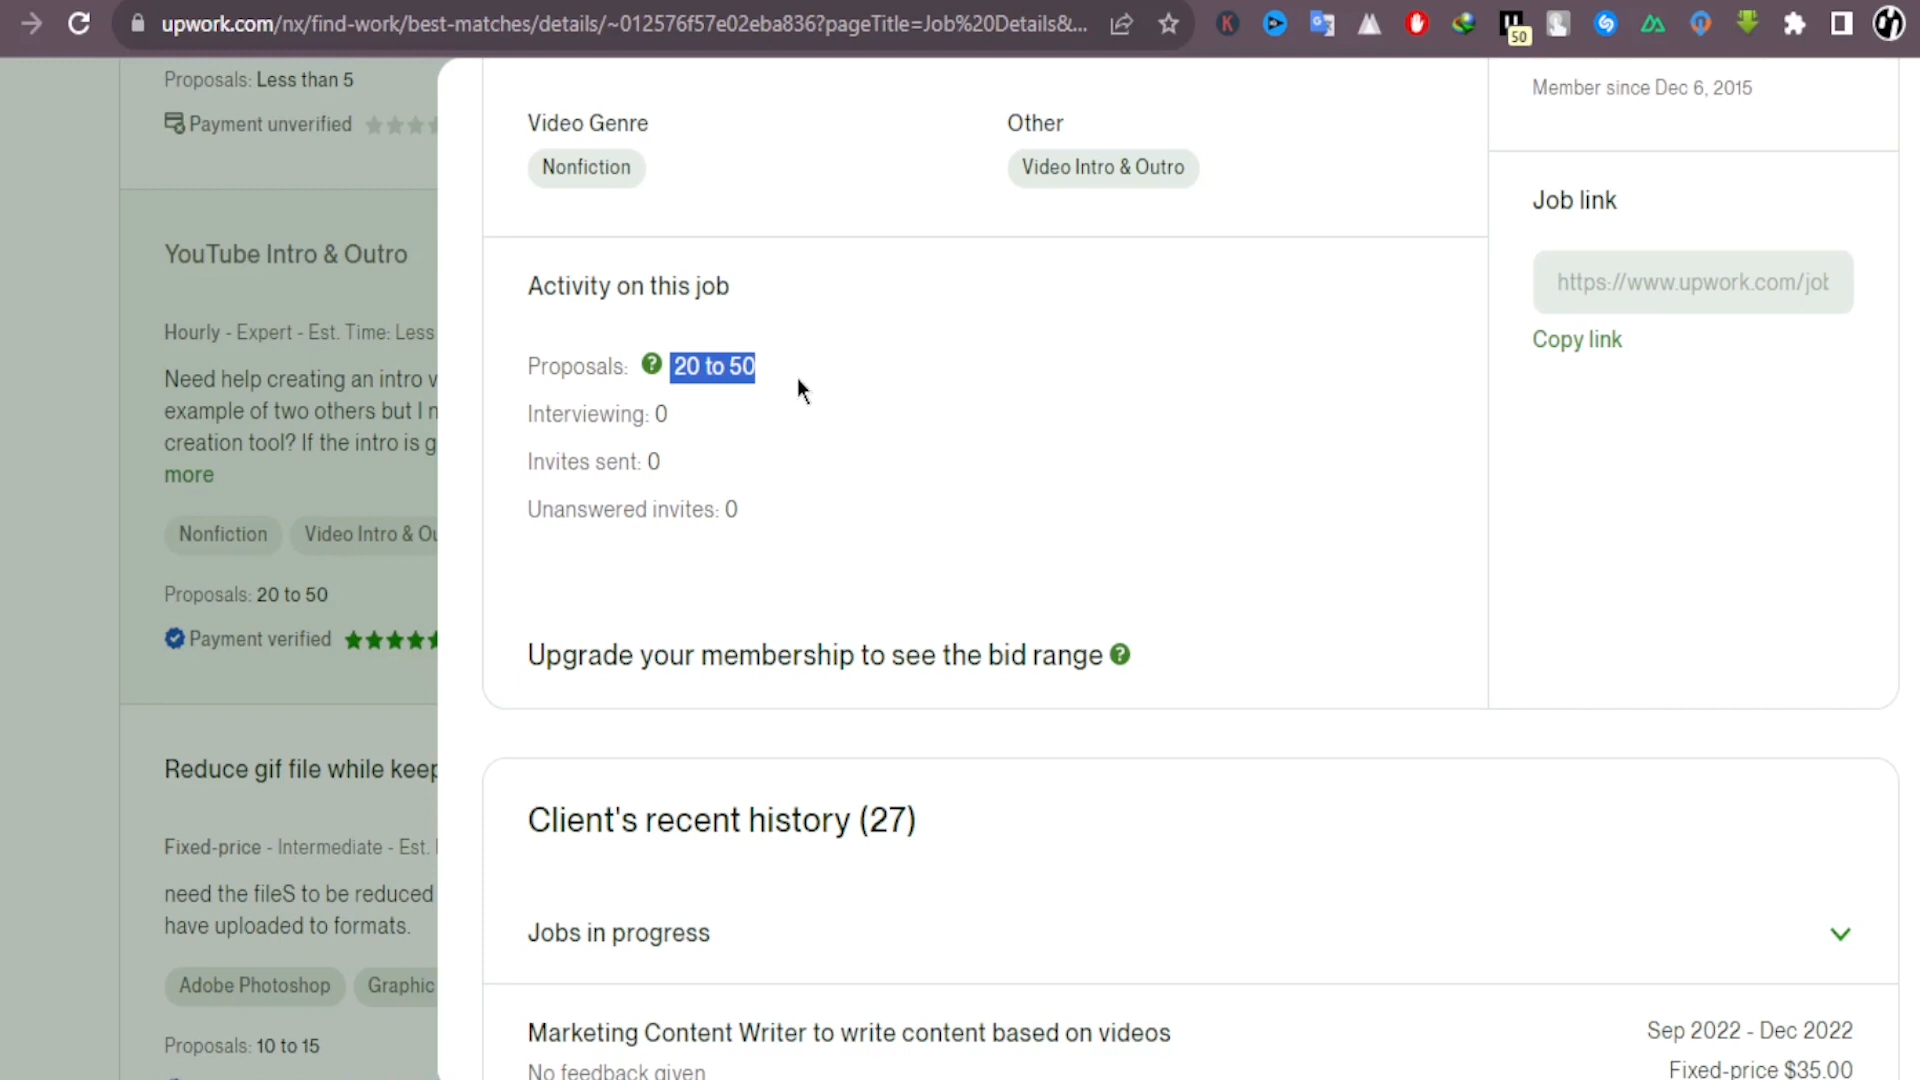 upwork.com/nx/find-work/best-matches/details/~012576f57e02eba836?pageTitle=Job%20Details&...
50
Proposals: Less than 5
Payment unverified
YouTube Intro & Outro
Hourly - Expert - Est. Time: Less
Need help creating an intro v
example of two others but I n
creation tool? If the intro is g
more
Nonfiction
Video Intro & Ou
Proposals: 20 to 50
Payment verified
Reduce gif file while keep
Fixed-price - Intermediate - Est.
need the fileS to be reduced
have uploaded to formats.
Adobe Photoshop
Graphic
Proposals: 10 to 15
Video Genre
Nonfiction
Other
Video Intro & Outro
Activity on this job
Proposals: ? 20 to 50
Interviewing: 0
Invites sent: 0
Unanswered invites: 0
Upgrade your membership to see the bid range ?
Member since Dec 6, 2015
Job link
https://www.upwork.com/jot
Copy link
Client's recent history (27)
Jobs in progress
Marketing Content Writer to write content based on videos
No feedback given
Sep 2022 - Dec 2022
Fixed-price $35.00